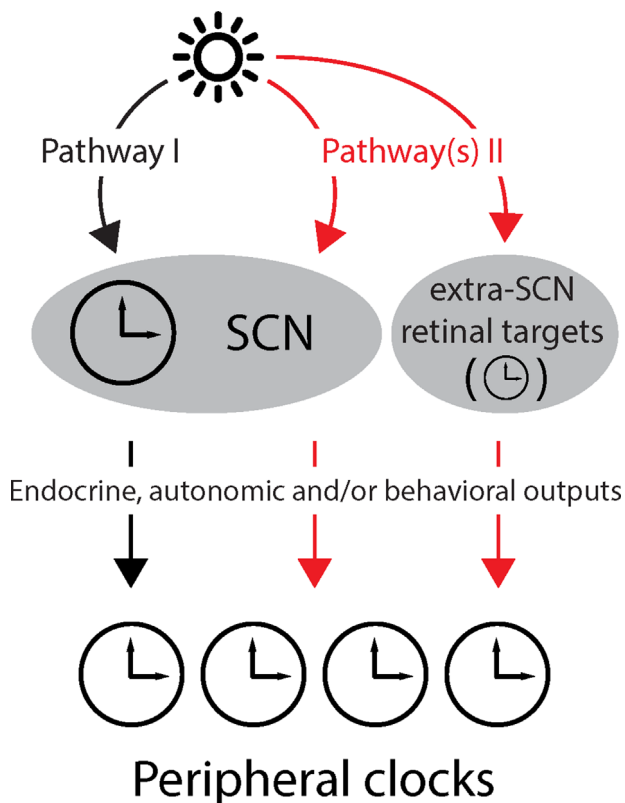 Pathway I
Pathway(s) II
SCN
extra-SCN
retinal targets
( )
Endocrine, autonomic and/or behavioral outputs
Peripheral clocks